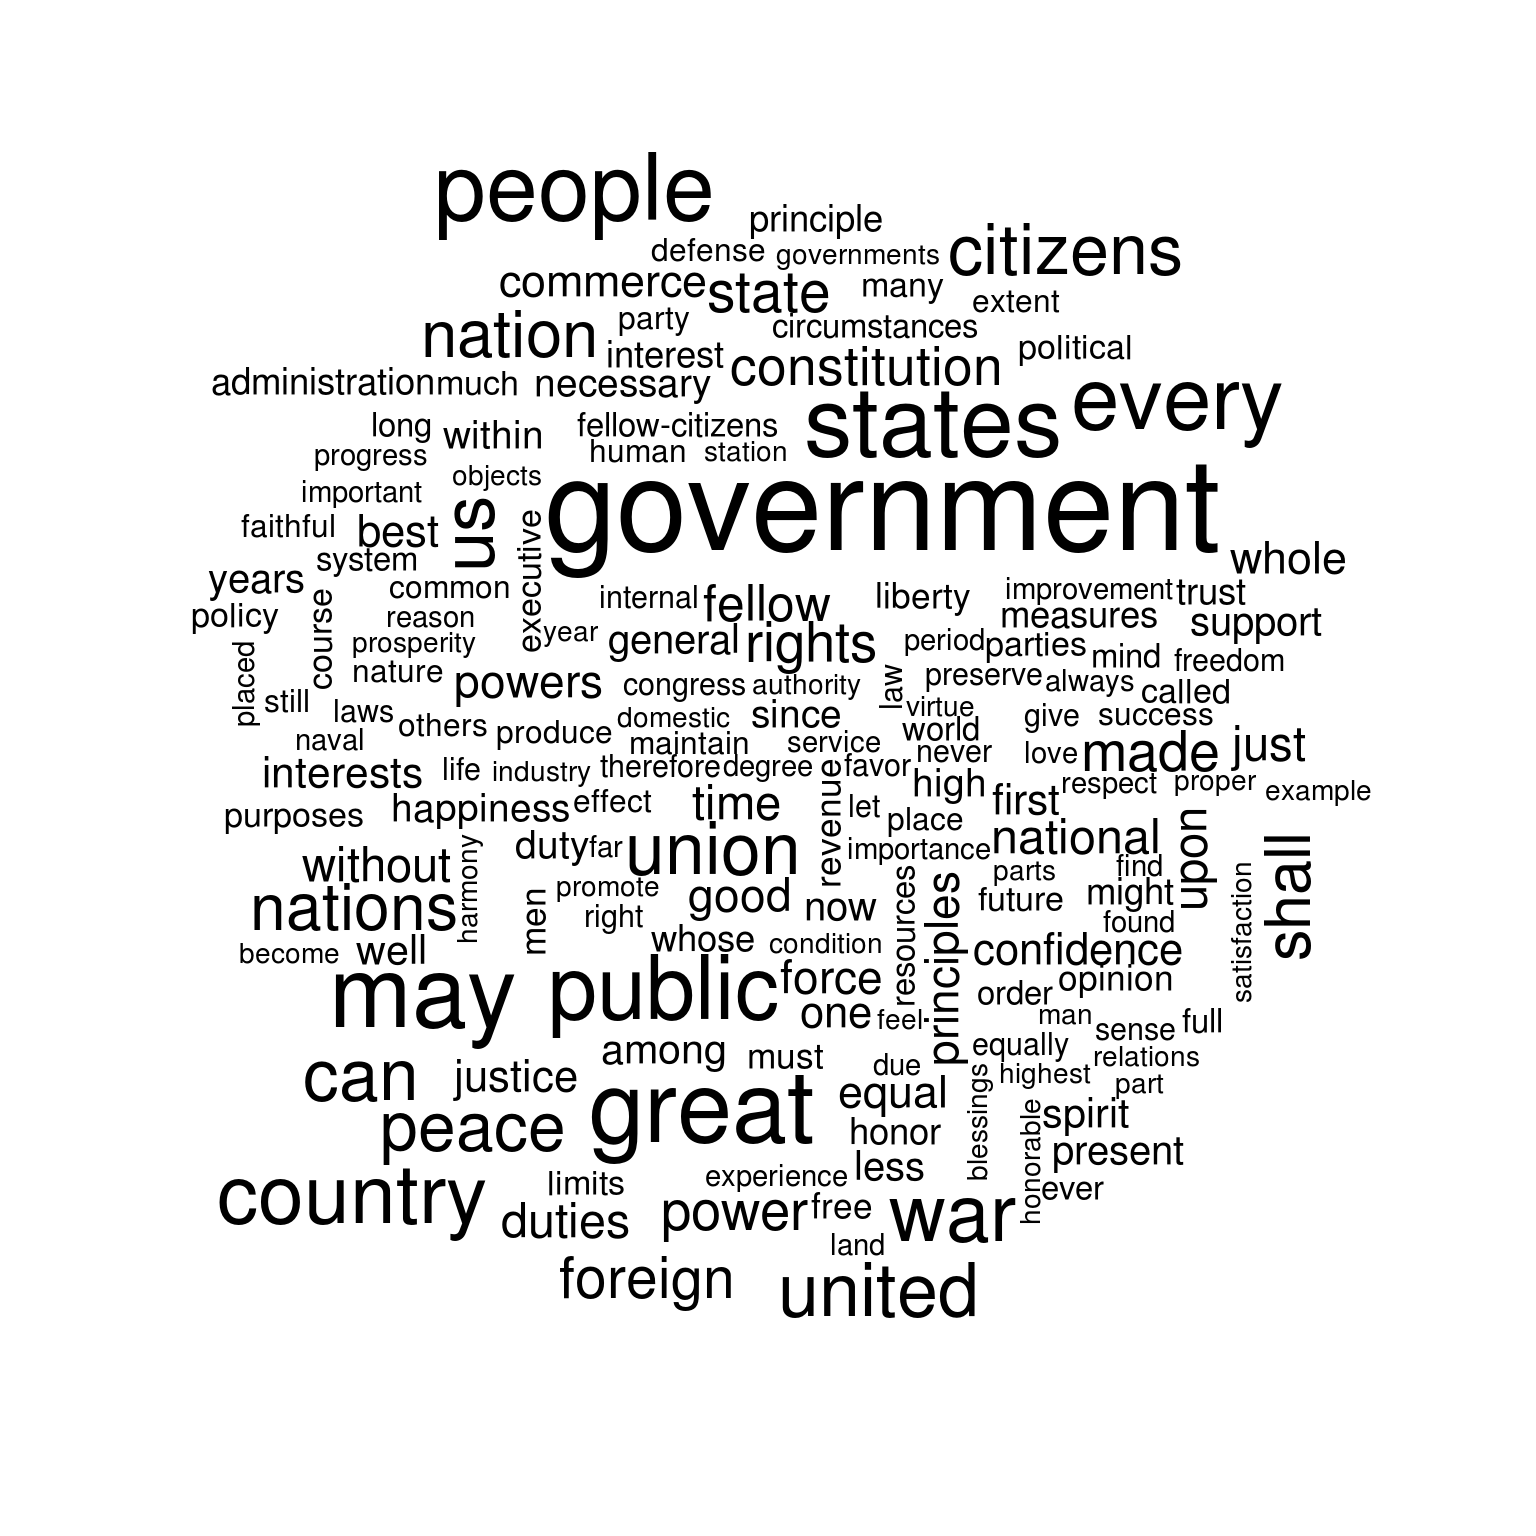 people
principle
defense governments citizens
commerce state many extent
nation party circumstances
interest constitution political
administration much necessary states every
long within fellow-citizens
progress human station
objects
important us executive government
faithful best
system whole
years common internal fellow liberty improvement trust
policy course reason measures support
placed prosperity year general rights period parties mind freedom
nature powers congress authority law preserve always called
still laws others produce domestic since virtue give success
naval maintain service world never love made just
interests life industry therefore degree favor
purposes happiness effect time revenue high first respect proper example
let place
without harmony duty far union importance national upon shall
parts find
nations men promote good now resources principles future might satisfaction
right found
become well whose condition confidence
may public force order opinion
one feel man sense full
among must equally relations
can justice due highest part
peace great equal blessings honorable spirit
honor present
country limits experience less ever
duties power free war
land
foreign united